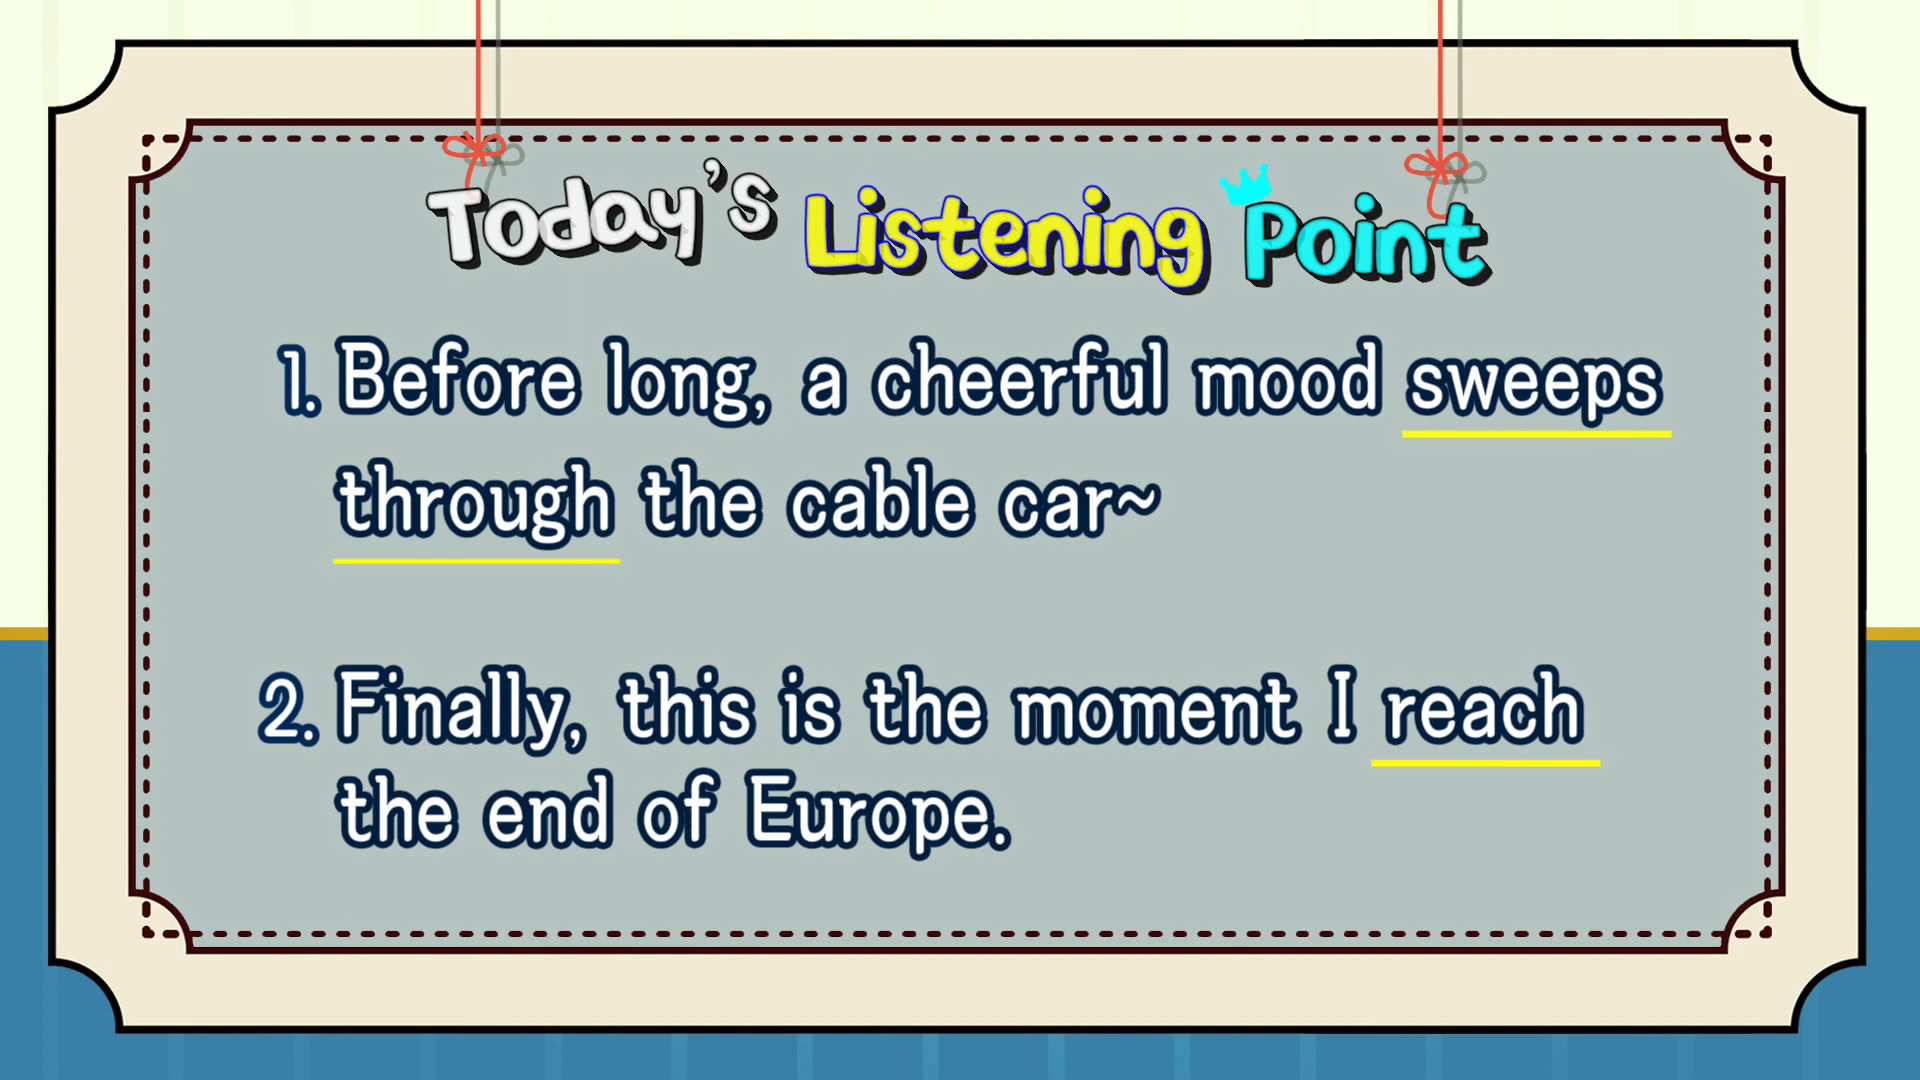 Today's Listening Point
1. Before long, a cheerful mood sweeps
through the cable car~
2. Finally, this is the moment I reach
the end of Europe.